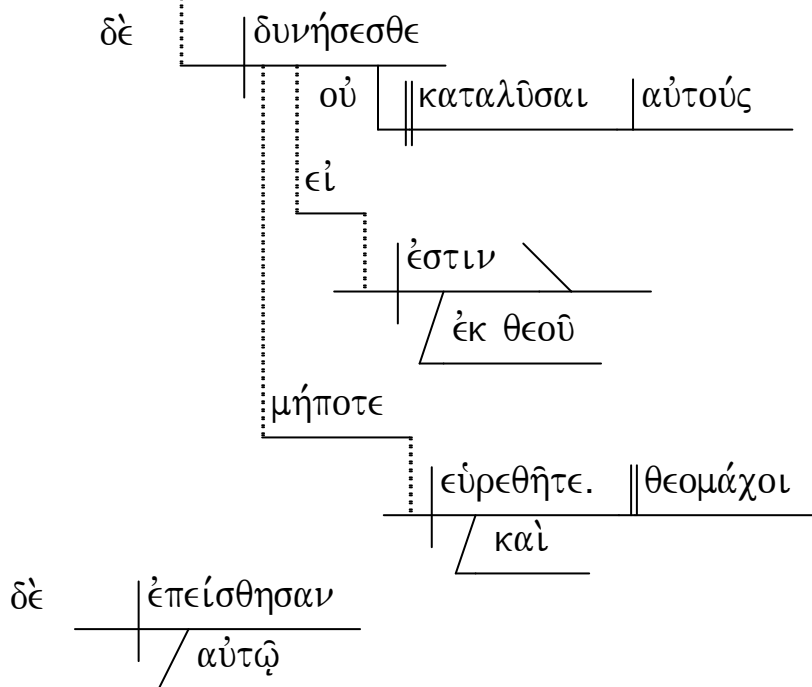 δὲ δυνήσεσθε
οὐ καταλῦσαι αὐτούς
εἰ
ἐστιν
ἐκ θεοῦ
μήποτε
εὑρεθῆτε. θεομάχοι
καὶ
δὲ ἐπείσθησαν
αὐτῷ